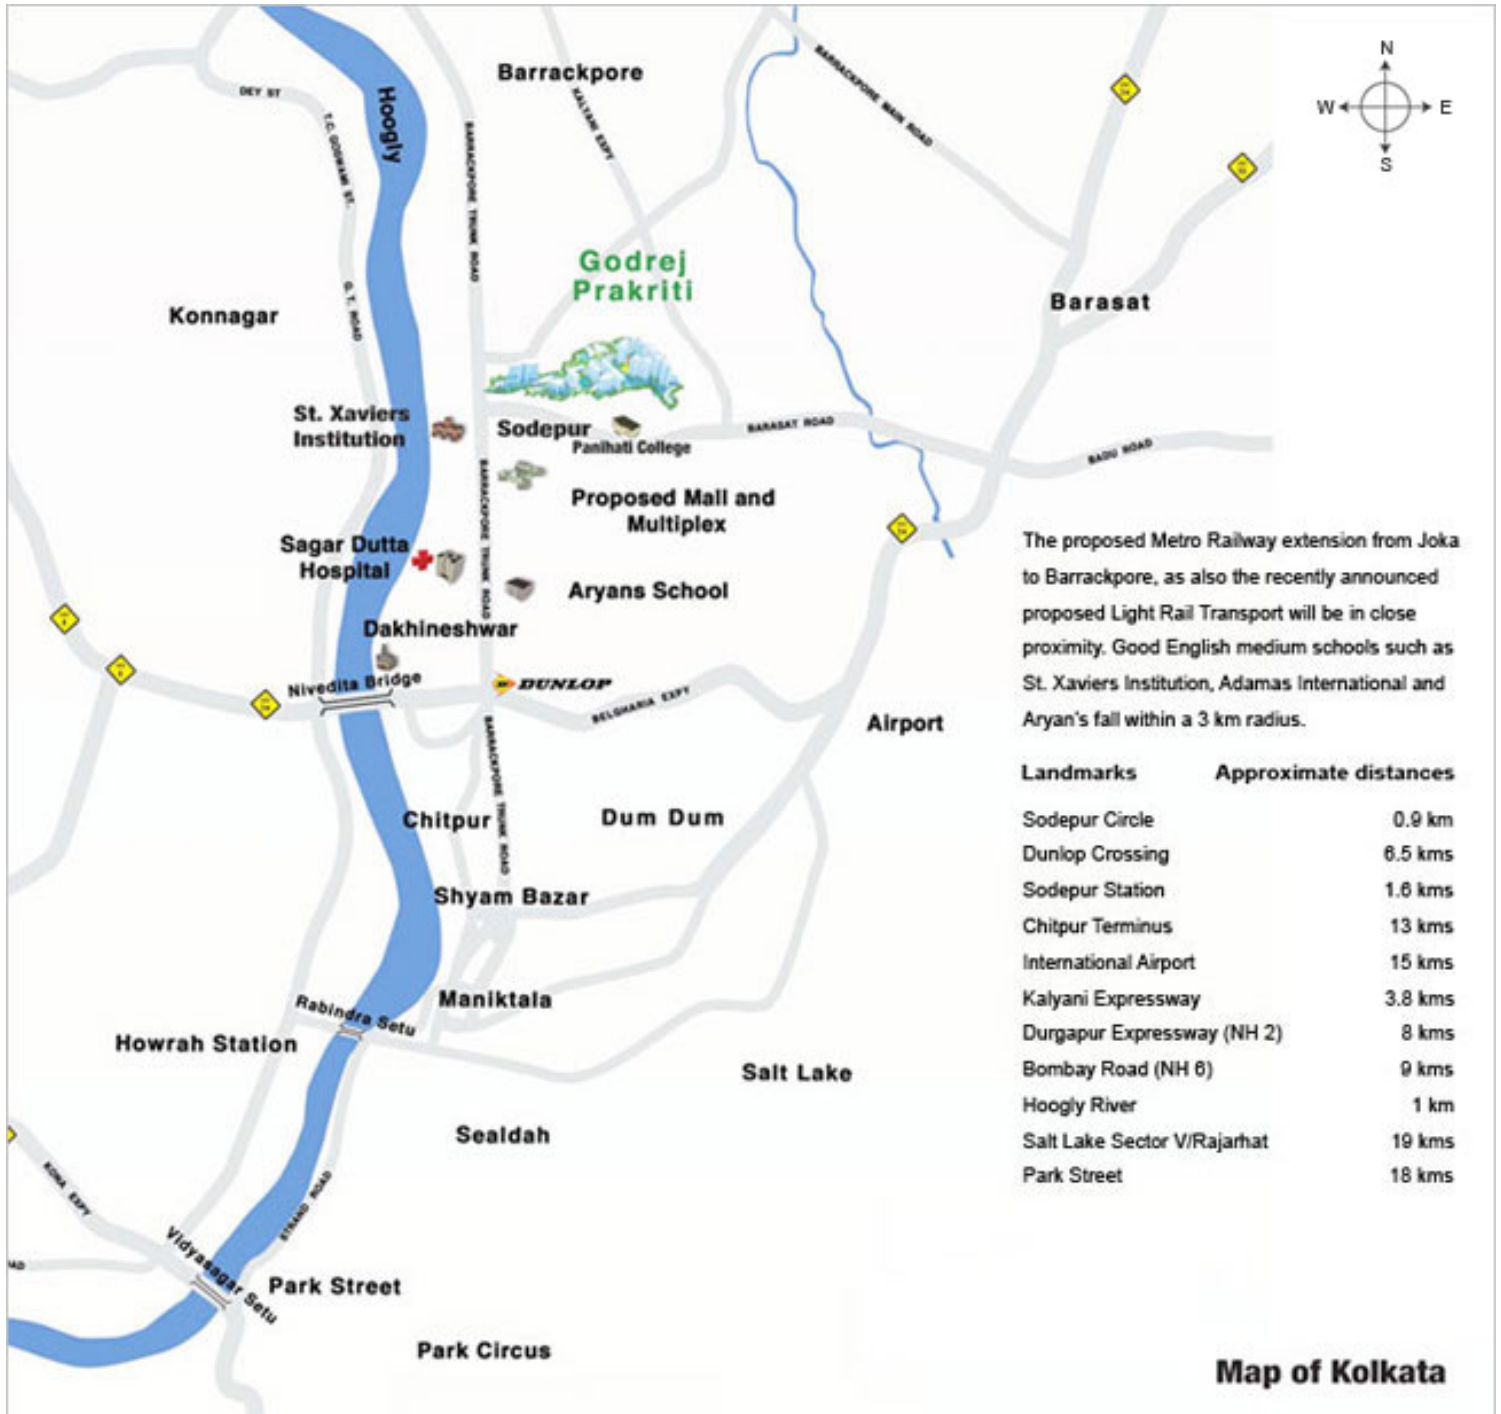 N
W E
S
Barrackpore
Hoogly
DEY ST
T.C. GOSWAMI ST.
G. T. ROAD
BARRACKPORE TRUNK ROAD
KALYANI EXPY
BARRACKPORE MAIN ROAD
Godrej
Prakriti
Konnagar
Barasat
St. Xaviers
Institution
Sodepur
Panihati College
BARASAT ROAD
BADU ROAD
Proposed Mall and
Multiplex
BARRACKPORE TRUNK ROAD
Sagar Dutta
Hospital
Aryans School
Dakhineshwar
Nivedita Bridge
DUNLOP
BELGHARIA EXPY
Airport
BARRACKPORE TRUNK ROAD
Chitpur
Dum Dum
Shyam Bazar
Maniktala
Rabindra Setu
Howrah Station
Salt Lake
Sealdah
KONA EXPY
STRAND ROAD
Vidyasagar Setu
Park Street
Park Circus
The proposed Metro Railway extension from Joka
to Barrackpore, as also the recently announced
proposed Light Rail Transport will be in close
proximity. Good English medium schools such as
St. Xaviers Institution, Adamas International and
Aryan's fall within a 3 km radius.
Landmarks Approximate distances
Sodepur Circle 0.9 km
Dunlop Crossing 6.5 kms
Sodepur Station 1.6 kms
Chitpur Terminus 13 kms
International Airport 15 kms
Kalyani Expressway 3.8 kms
Durgapur Expressway (NH 2) 8 kms
Bombay Road (NH 6) 9 kms
Hoogly River 1 km
Salt Lake Sector V/Rajarhat 19 kms
Park Street 18 kms
Map of Kolkata